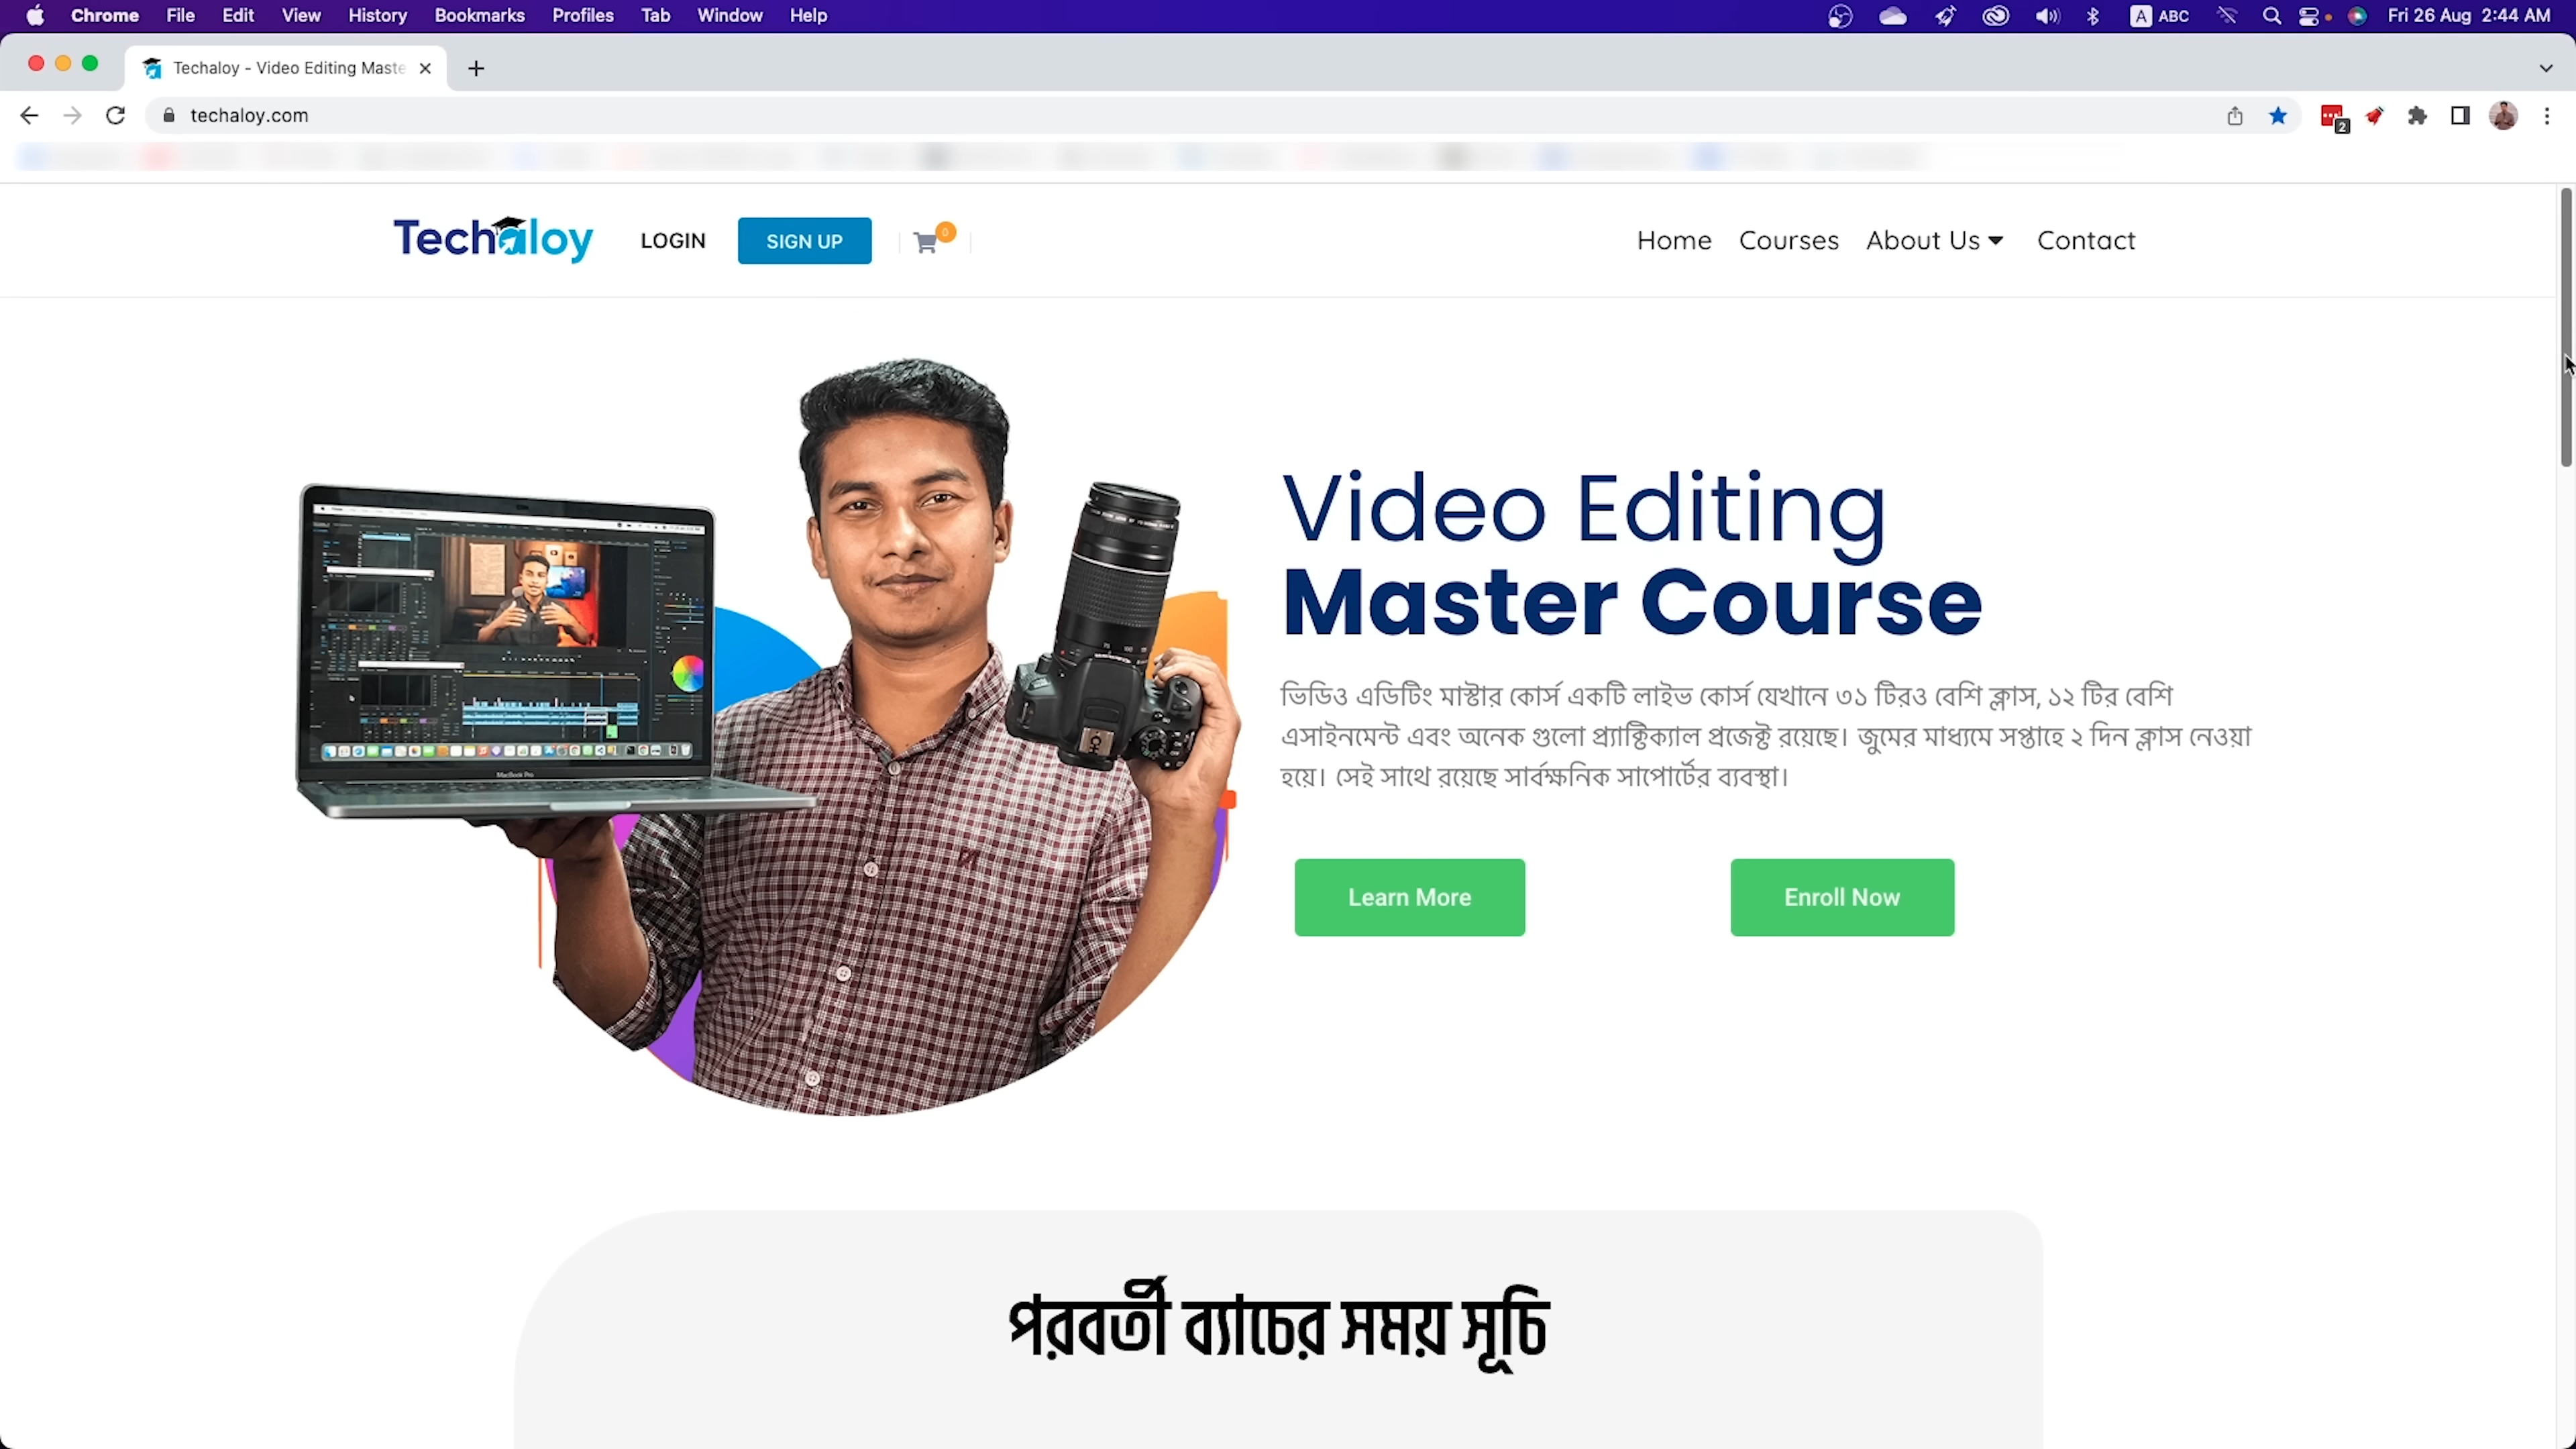 Chrome File Edit View History Bookmarks Profiles Tab Window Help A ABC Fri 26 Aug 2:44 AM
Techaloy - Video Editing Maste
techaloy.com
2
Techaloy LOGIN SIGN UP 0 Home Courses About Us Contact
Video Editing
Master Course
ভিডিও এডিটিং মাস্টার কোর্স একটি লাইভ কোর্স যেখানে ৩১ টিরও বেশি ক্লাস, ১২ টির বেশি
এসাইনমেন্ট এবং অনেক গুলো প্র্যাক্টিক্যাল প্রজেক্ট রয়েছে। জুমের মাধ্যমে সপ্তাহে ২ দিন ক্লাস নেওয়া
হয়ে। সেই সাথে রয়েছে সার্বক্ষনিক সাপোর্টের ব্যবস্থা।
MacBook Pro
Learn More Enroll Now
পরবর্তী ব্যাচের সময় সূচি